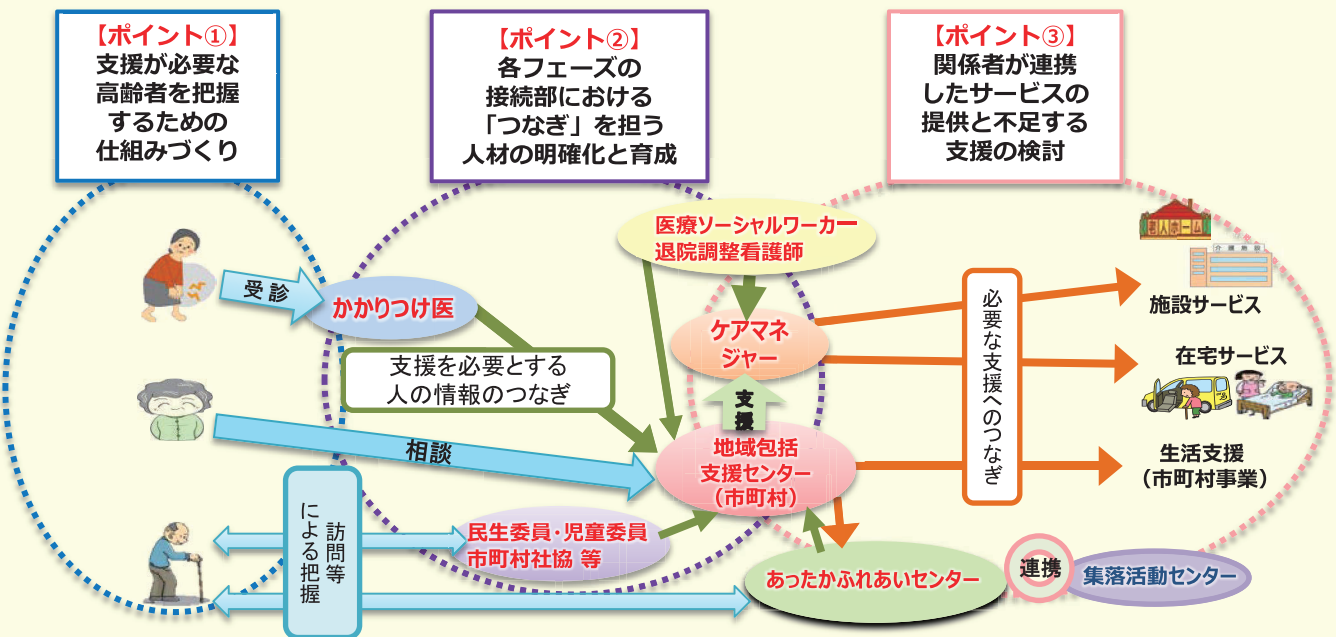 【ポイント①】
支援が必要な
高齢者を把握
するための
仕組みづくり
【ポイント②】
各フェーズの
接続部における
「つなぎ」を担う
人材の明確化と育成
【ポイント③】
関係者が連携
したサービスの
提供と不足する
支援の検討
医療ソーシャルワーカー
退院調整看護師
老人ホーム
介護施設
施設サービス
受診
かかりつけ医
ケアマネ
ジャー
必要な支援へのつなぎ
支援を必要とする
人の情報のつなぎ
在宅サービス
支援
相談
地域包括
支援センター
（市町村）
生活支援
（市町村事業）
訪問等
による把握
民生委員・児童委員
市町村社協 等
あったかふれあいセンター
連携
集落活動センター